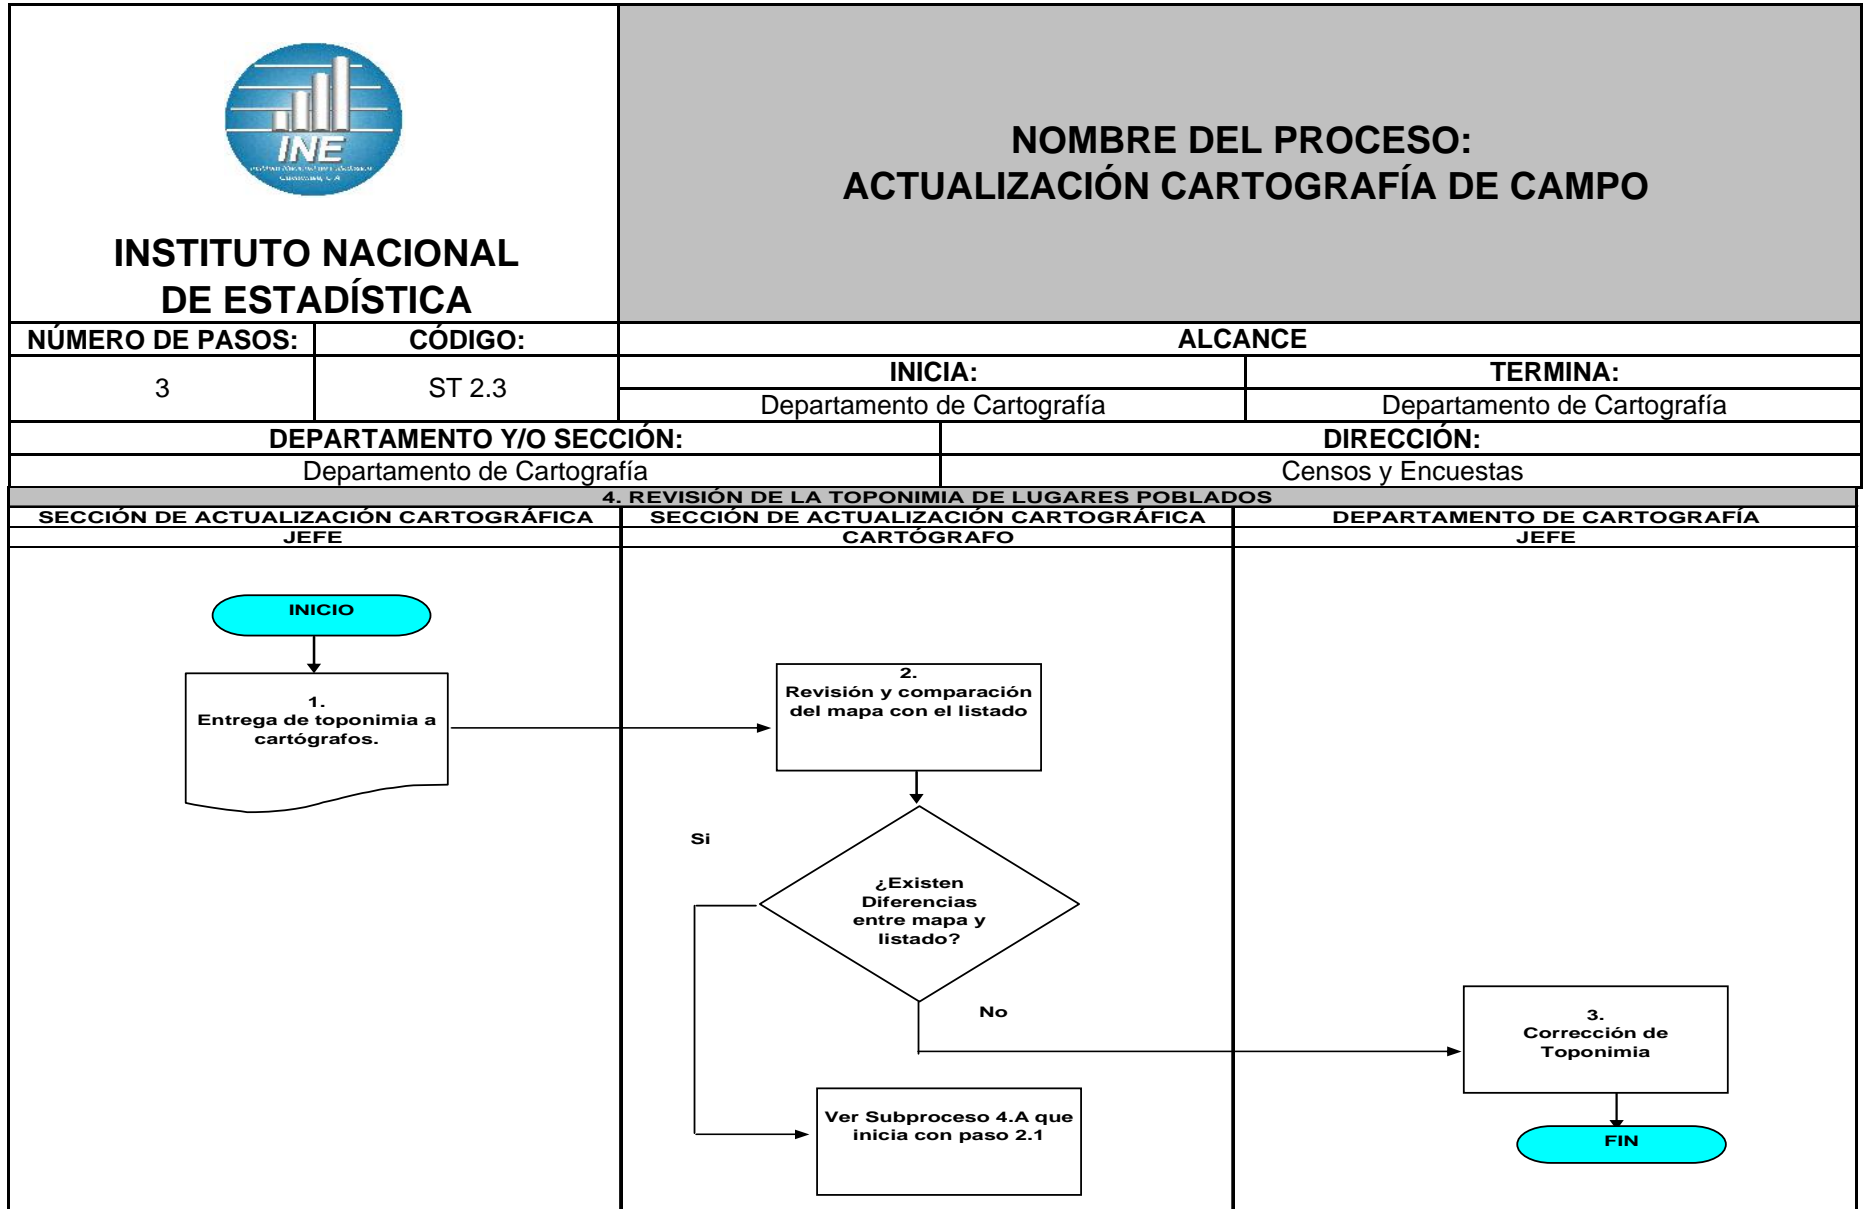 INE
INSTITUTO NACIONAL
DE ESTADÍSTICA
NOMBRE DEL PROCESO:
ACTUALIZACIÓN CARTOGRAFÍA DE CAMPO
NÚMERO DE PASOS:
CÓDIGO:
ALCANCE
3
ST 2.3
INICIA:
TERMINA:
Departamento de Cartografía
Departamento de Cartografía
DEPARTAMENTO Y/O SECCIÓN:
DIRECCIÓN:
Departamento de Cartografía
Censos y Encuestas
4. REVISIÓN DE LA TOPONIMIA DE LUGARES POBLADOS
SECCIÓN DE ACTUALIZACIÓN CARTOGRÁFICA
SECCIÓN DE ACTUALIZACIÓN CARTOGRÁFICA
DEPARTAMENTO DE CARTOGRAFÍA
JEFE
CARTÓGRAFO
JEFE
INICIO
1.
Entrega de toponimia a
cartógrafos.
2.
Revisión y comparación
del mapa con el listado
Si
¿Existen
Diferencias
entre mapa y
listado?
No
3.
Corrección de
Toponimia
Ver Subproceso 4.A que
inicia con paso 2.1
FIN